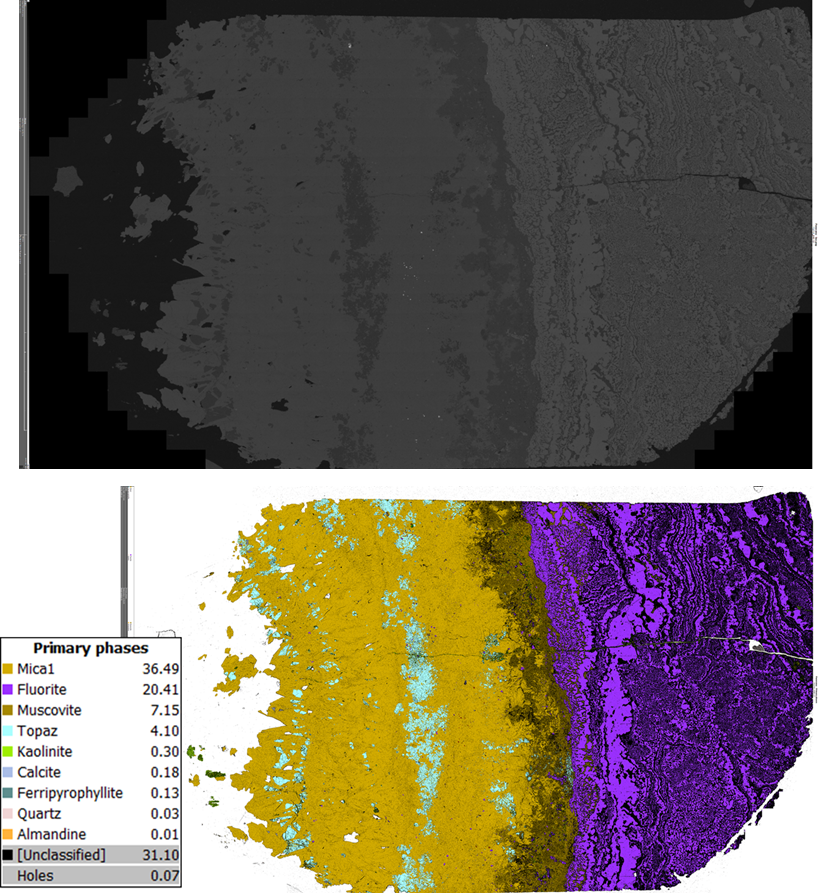 Primary phases
Mica1 36.49
Fluorite 20.41
Muscovite 7.15
Topaz 4.10
Kaolinite 0.30
Calcite 0.18
Ferripyrophyllite 0.13
Quartz 0.03
Almandine 0.01
[Unclassified] 31.10
Holes 0.07